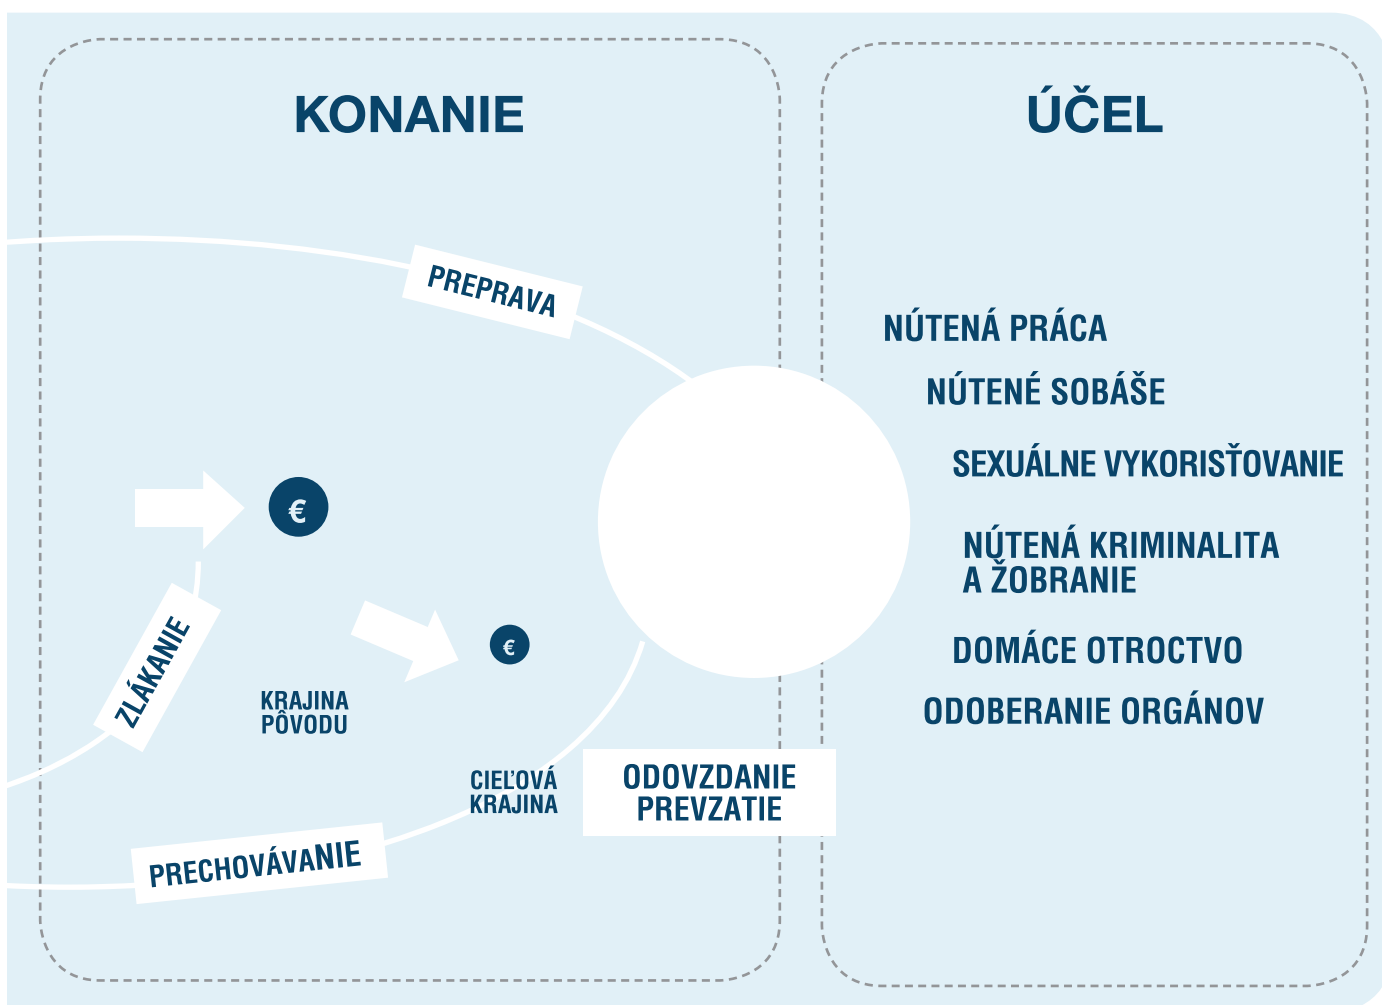 KONANIE
PREPRAVA
€
ZLÁKANIE
€
KRAJINA
PÔVODU
CIEĽOVÁ
KRAJINA
ODOVZDANIE
PREVZATIE
PRECHOVÁVANIE
ÚČEL
NÚTENÁ PRÁCA
NÚTENÉ SOBÁŠE
SEXUÁLNE VYKORISŤOVANIE
NÚTENÁ KRIMINALITA
A ŽOBRANIE
DOMÁCE OTROCTVO
ODOBERANIE ORGÁNOV